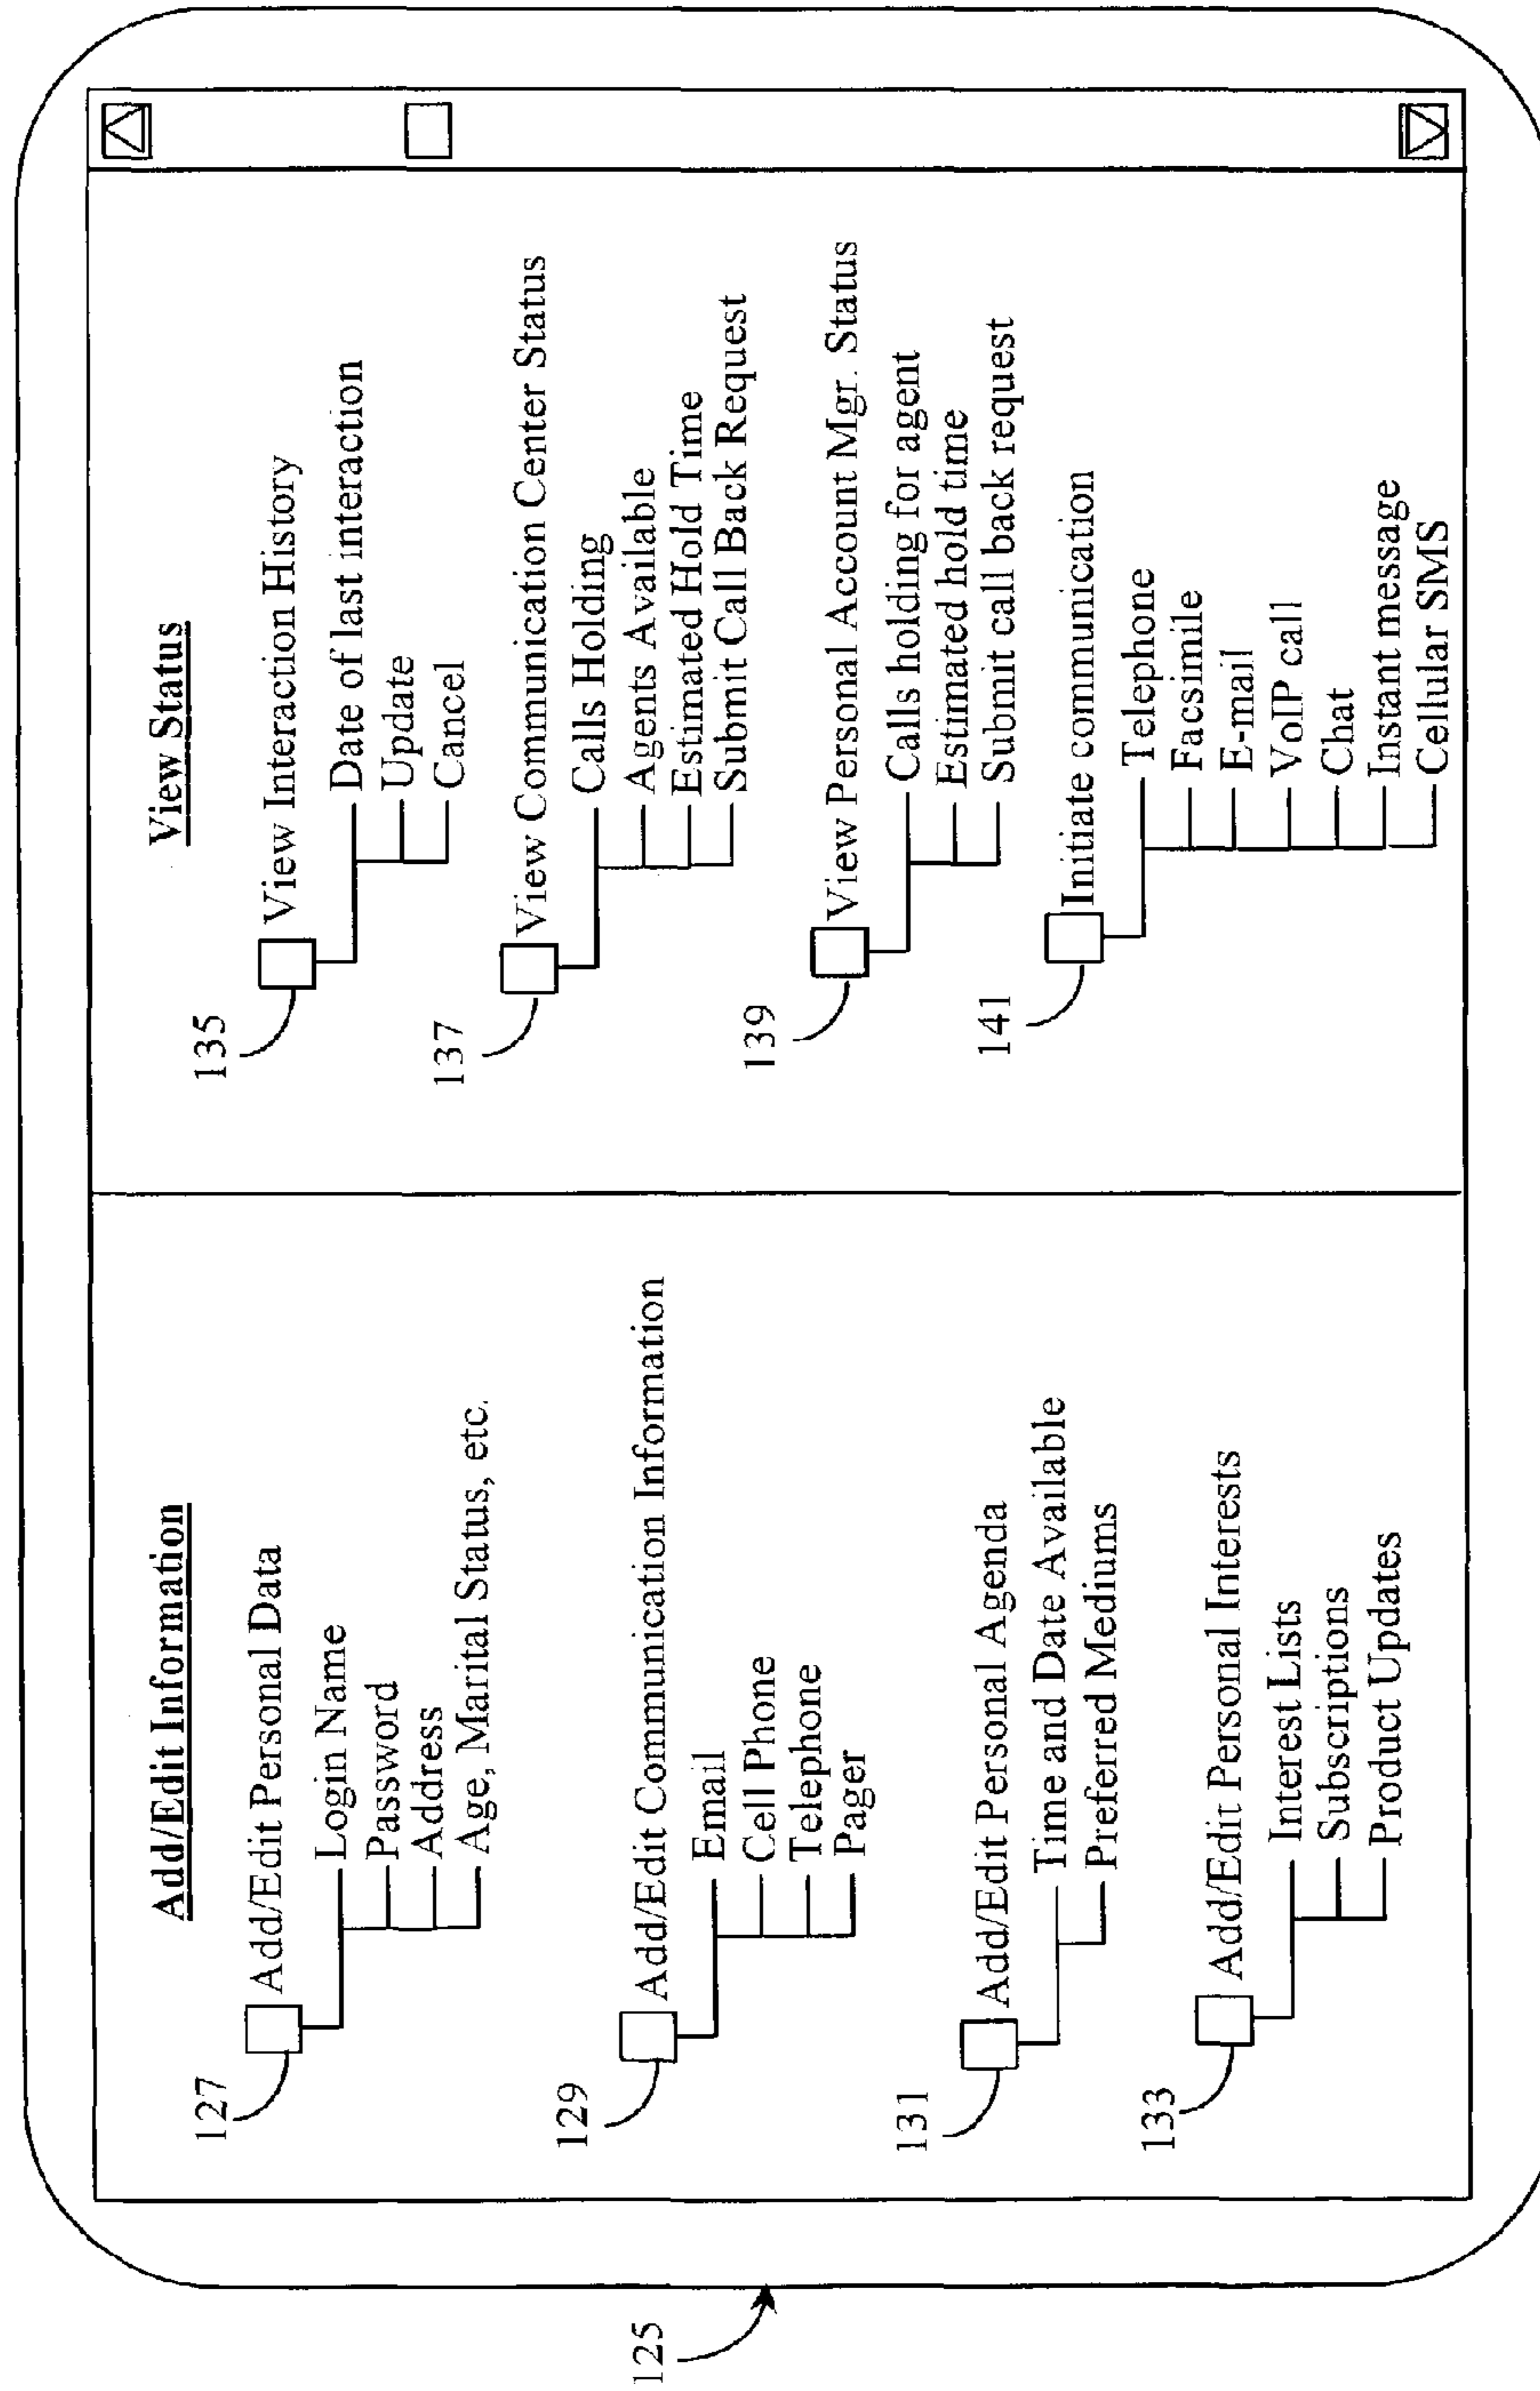 Add/Edit Information
127
Add/Edit Personal Data
Login Name
Password
Address
Age, Marital Status, etc.
129
Add/Edit Communication Information
Email
Cell Phone
Telephone
Pager
131
Add/Edit Personal Agenda
Time and Date Available
Preferred Mediums
133
Add/Edit Personal Interests
Interest Lists
Subscriptions
Product Updates
View Status
135
View Interaction History
Date of last interaction
Update
Cancel
137
View Communication Center Status
Calls Holding
Agents Available
Estimated Hold Time
Submit Call Back Request
139
View Personal Account Mgr. Status
Calls holding for agent
Estimated hold time
Submit call back request
141
Initiate communication
Telephone
Facsimile
E-mail
VoIP call
Chat
Instant message
Cellular SMS
125